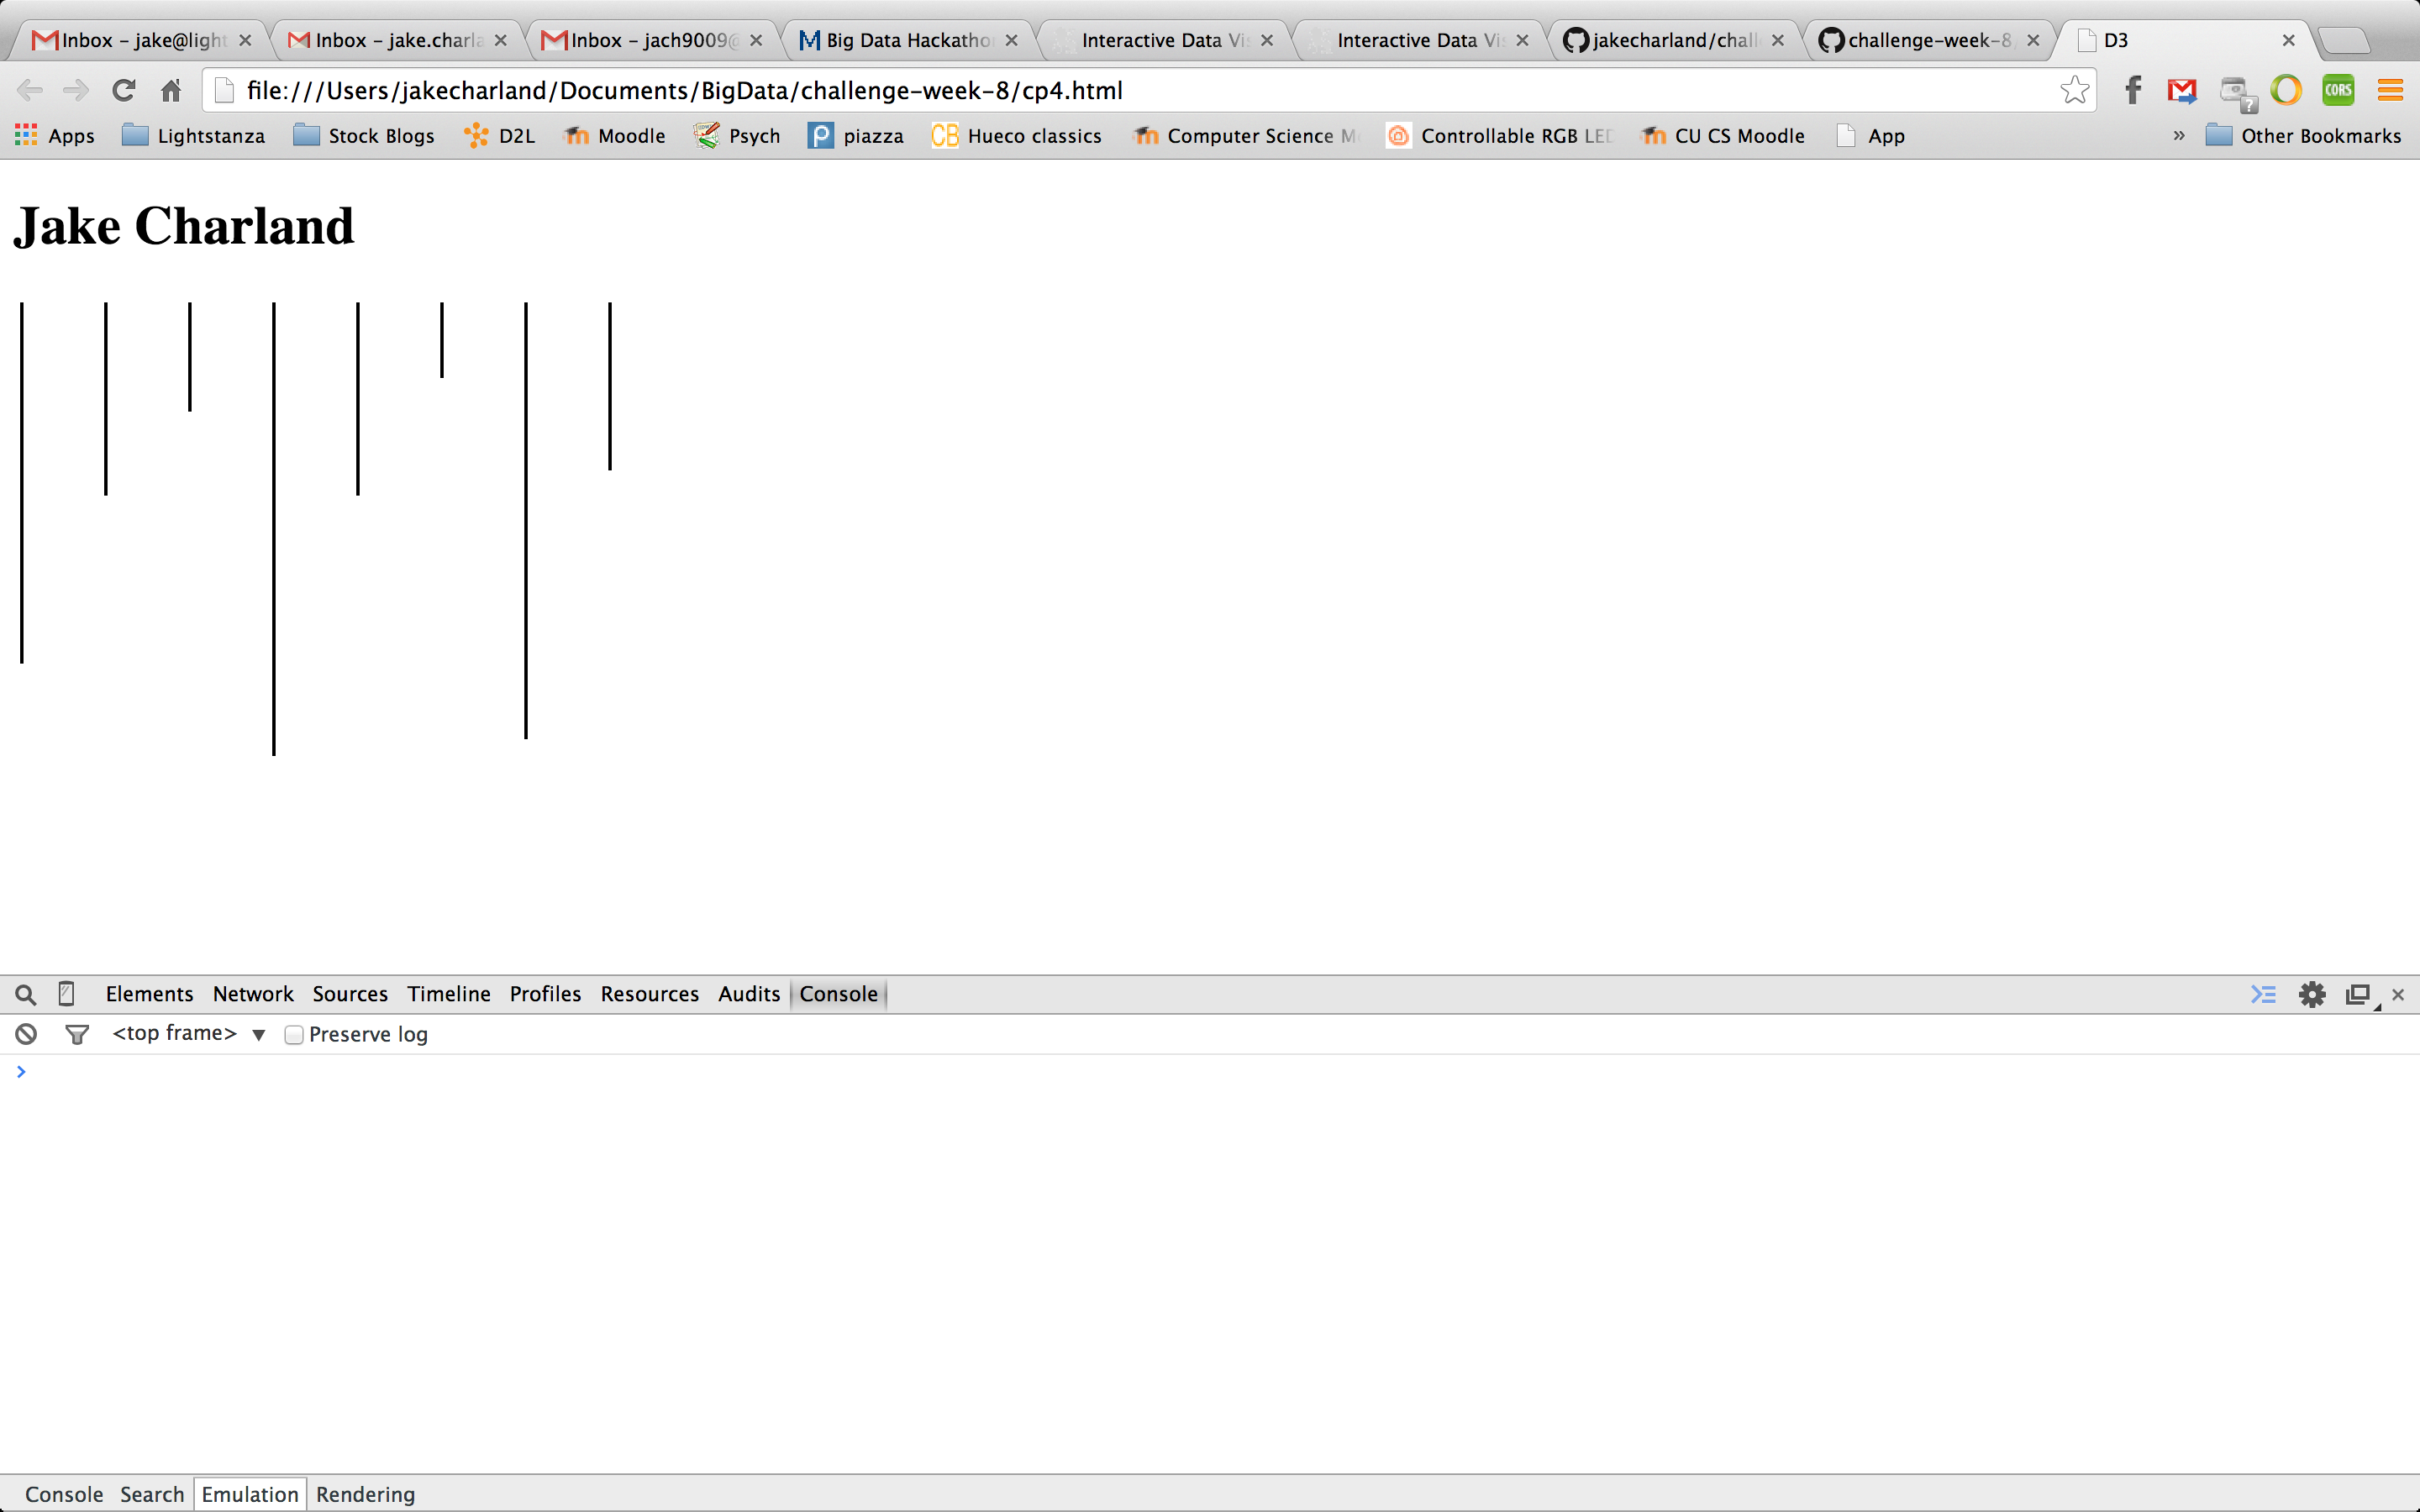 Inbox – jake@light
Inbox – jake.charla
Inbox – jach9009@
Big Data Hackatho
Interactive Data Vis
Interactive Data Vis
jakecharland/chall
challenge-week-8
D3
file:///Users/jakecharland/Documents/BigData/challenge-week-8/cp4.html
CORS
Apps Lightstanza Stock Blogs D2L Moodle Psych piazza Hueco classics Computer Science M Controllable RGB LED CU CS Moodle App » Other Bookmarks
Jake Charland
Elements Network Sources Timeline Profiles Resources Audits Console
<top frame> ▼ Preserve log
>
Console Search Emulation Rendering